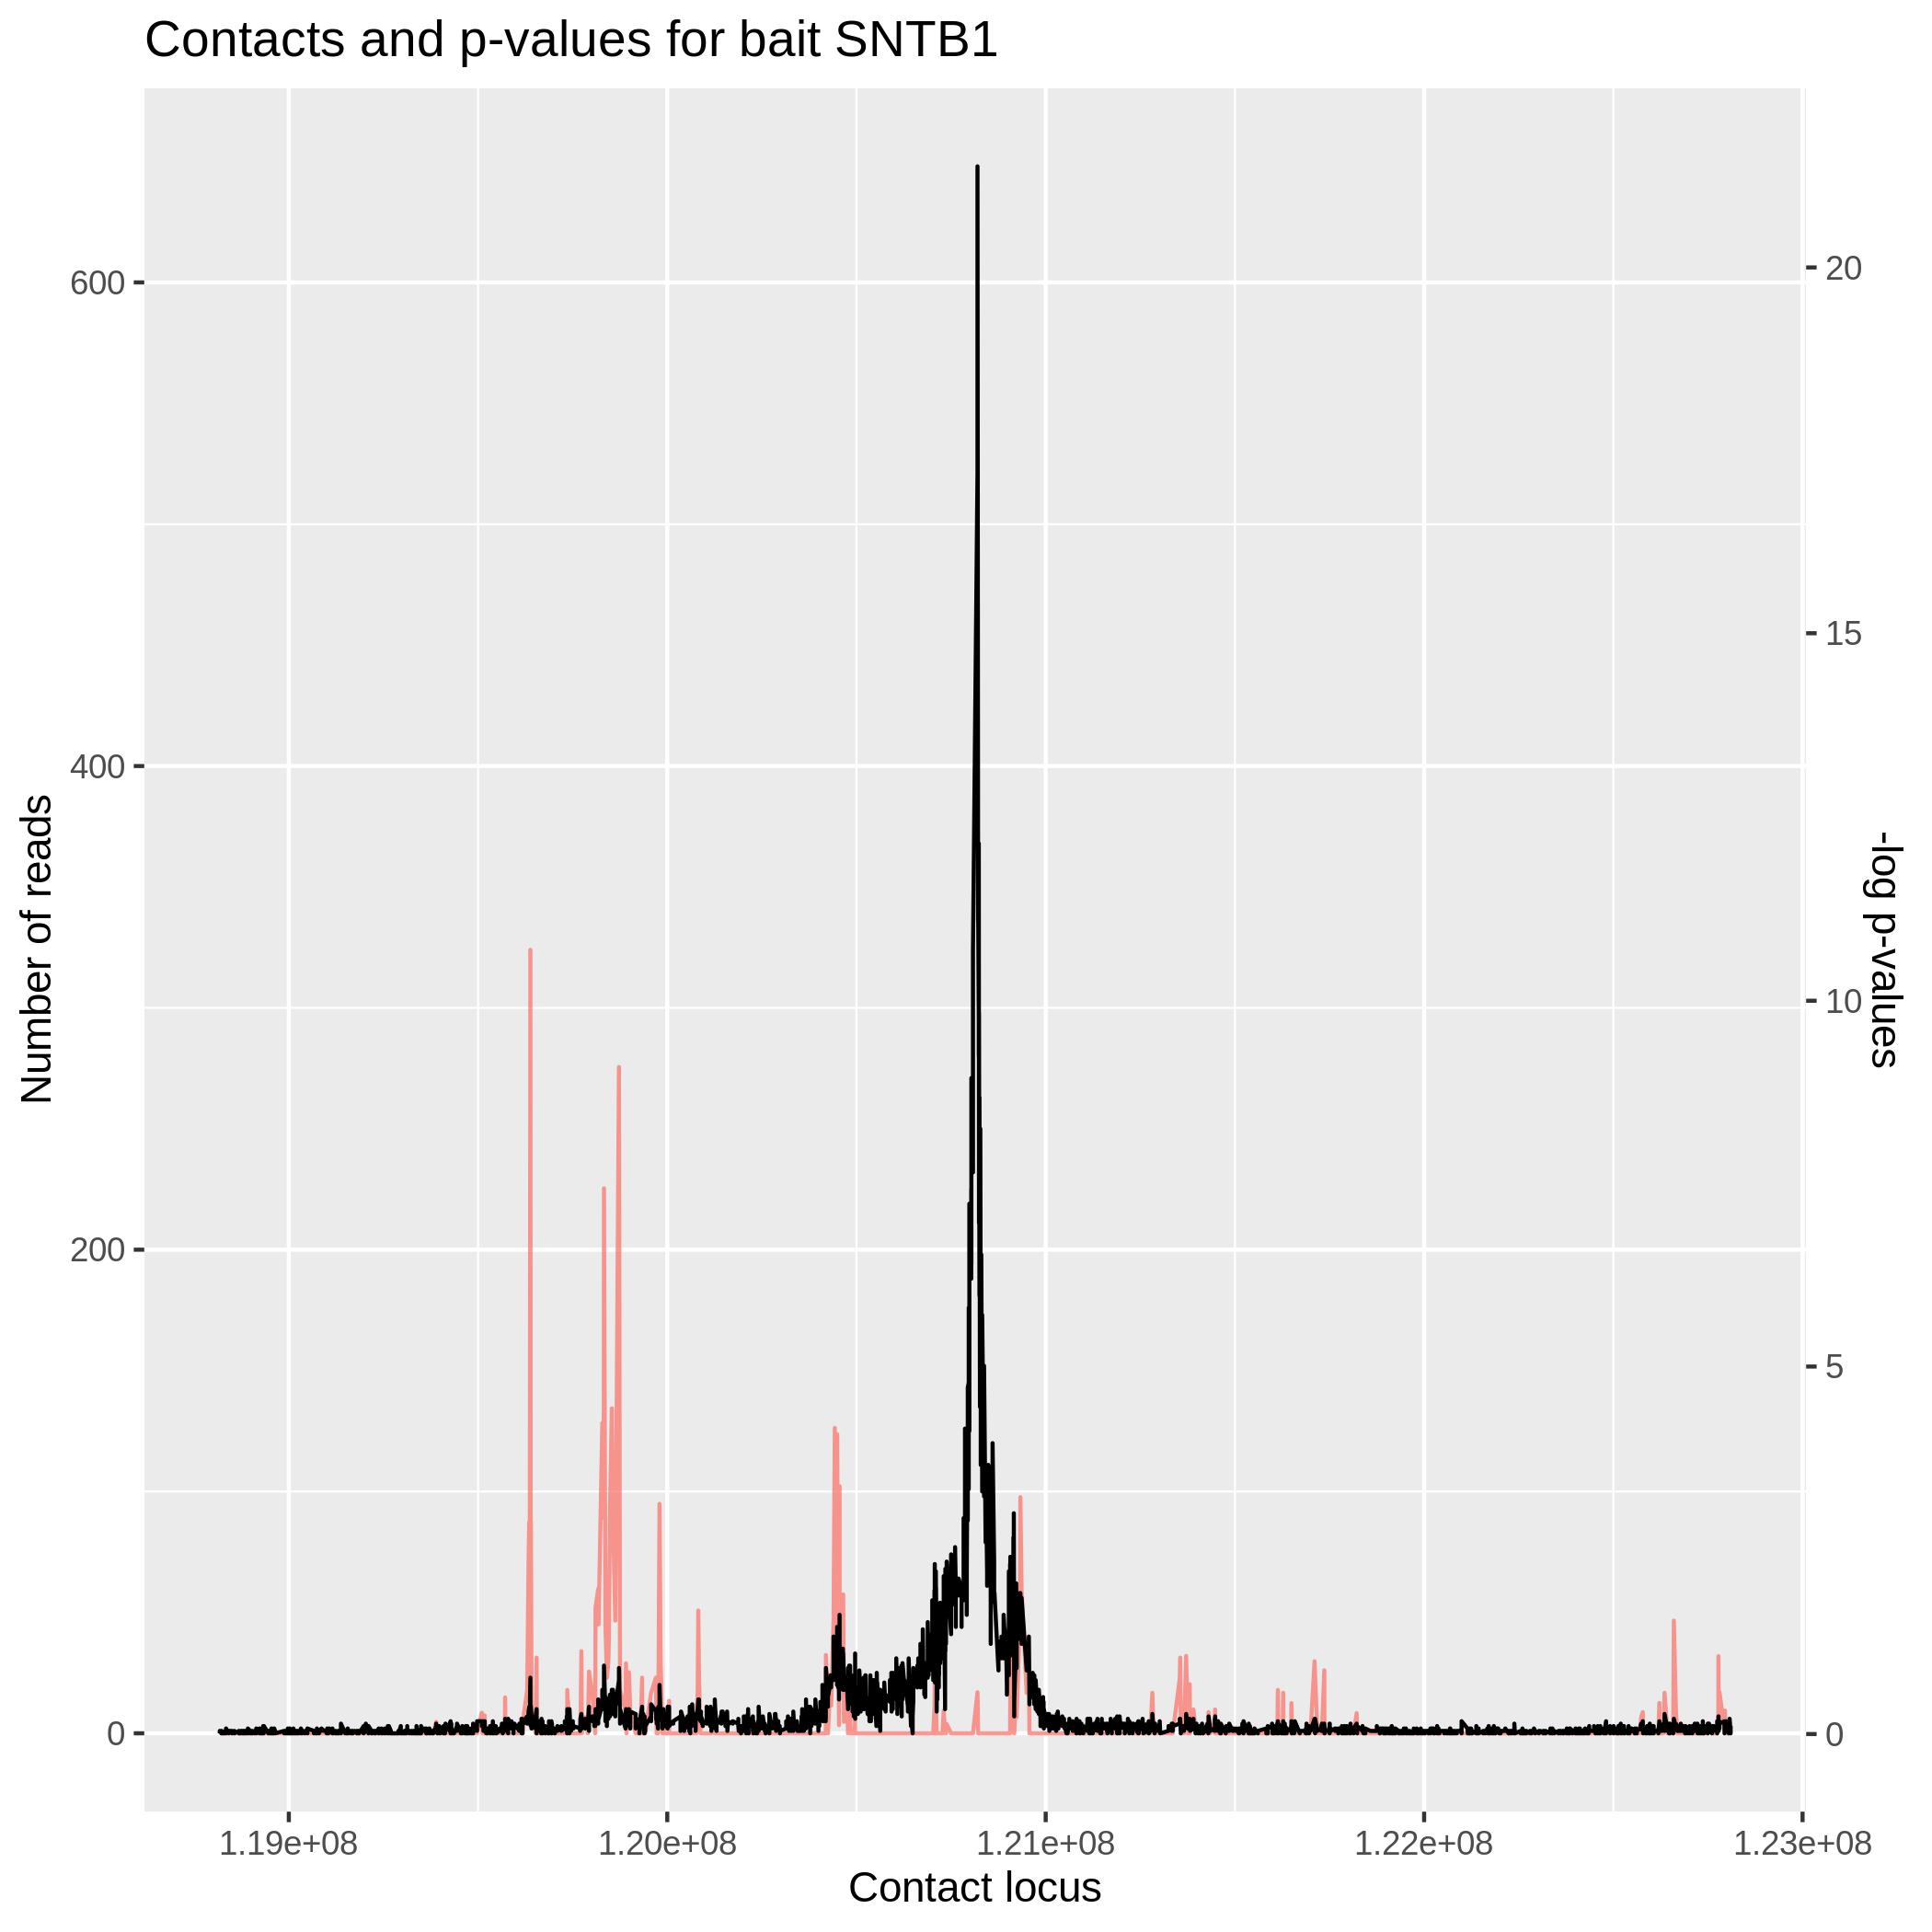 Contacts and p-values for bait SNTB1
Number of reads
600
400
200
0
20
15
10
5
0
-log p-values
1.19e+08
1.20e+08
1.21e+08
1.22e+08
1.23e+08
Contact locus